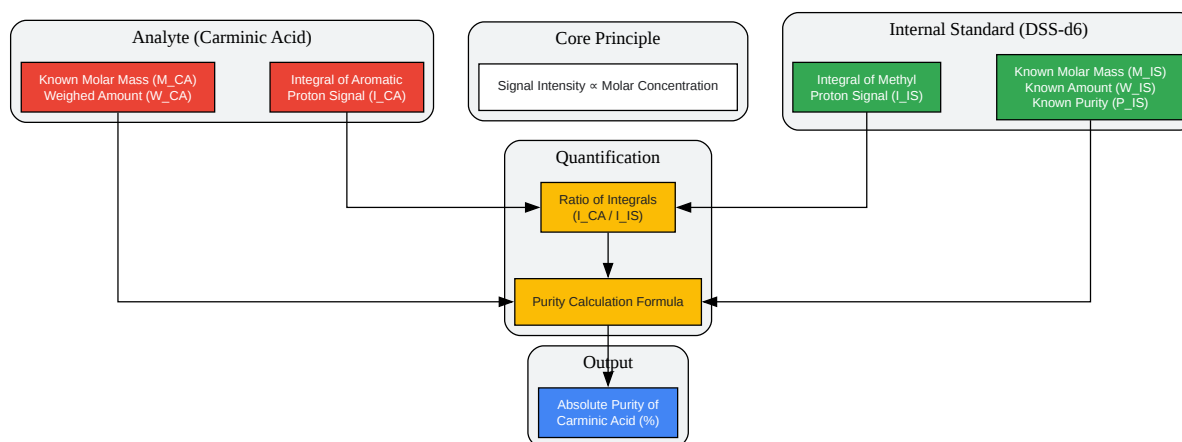 Analyte (Carminic Acid)
Known Molar Mass (M_CA)
Weighed Amount (W_CA)
Integral of Aromatic
Proton Signal (I_CA)
Core Principle
Signal Intensity ∝ Molar Concentration
Internal Standard (DSS-d6)
Integral of Methyl
Proton Signal (I_IS)
Known Molar Mass (M_IS)
Known Amount (W_IS)
Known Purity (P_IS)
Quantification
Ratio of Integrals
(I_CA / I_IS)
Purity Calculation Formula
Output
Absolute Purity of
Carminic Acid (%)